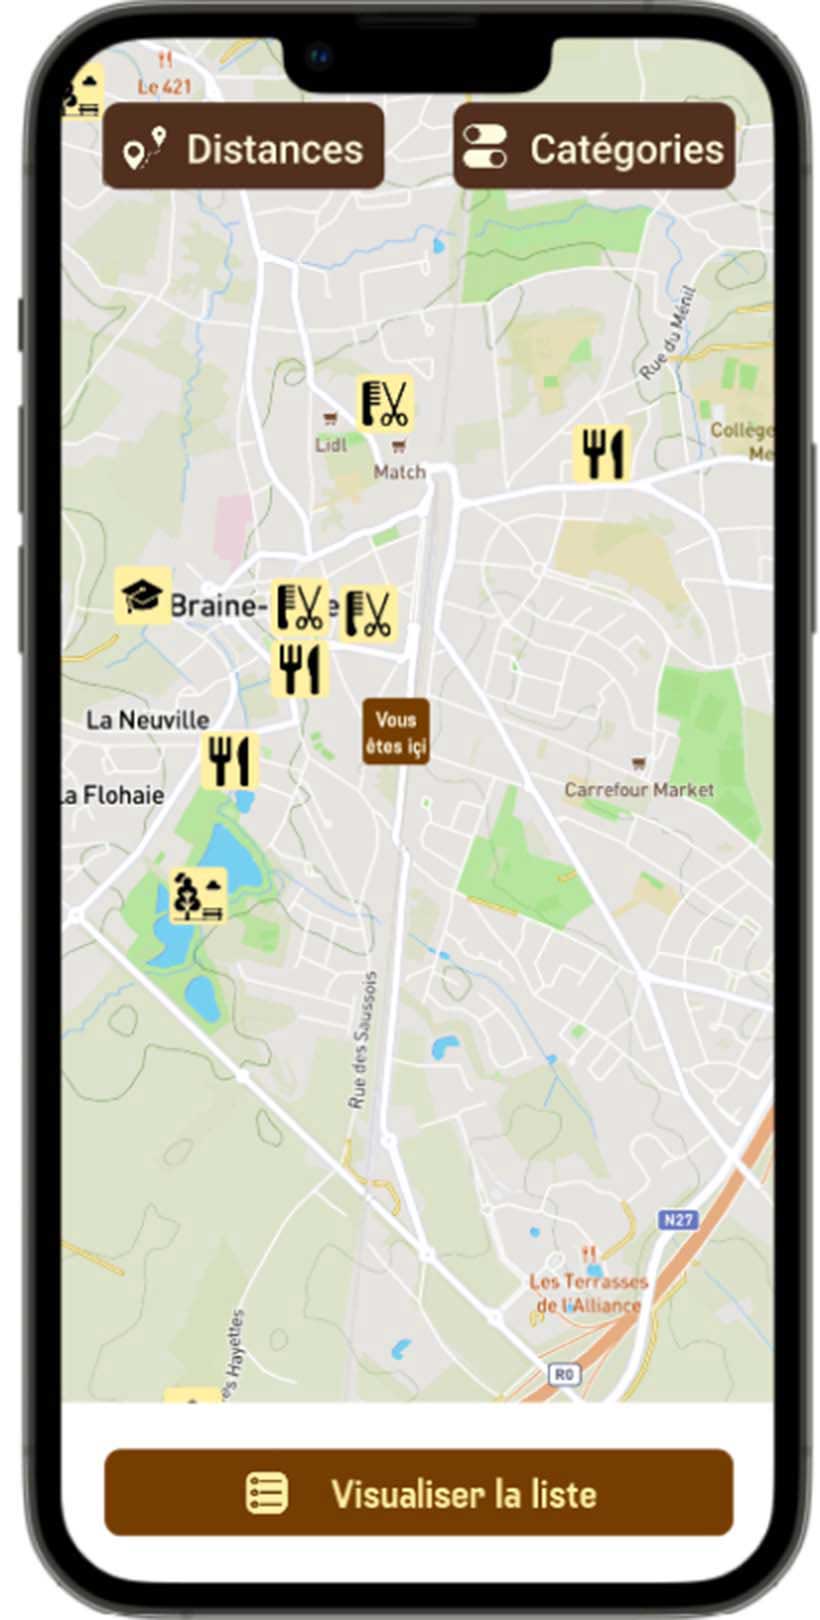 Le 421
Distances
Catégories
Rue du Ménil
Lidl
Match
Collège
Me
Braine-
e
La Neuville
Vous
êtes içi
La Flohaie
Carrefour Market
Rue des Saussois
N27
Les Terrasses
de l'Alliance
es Hayettes
R0
Visualiser la liste